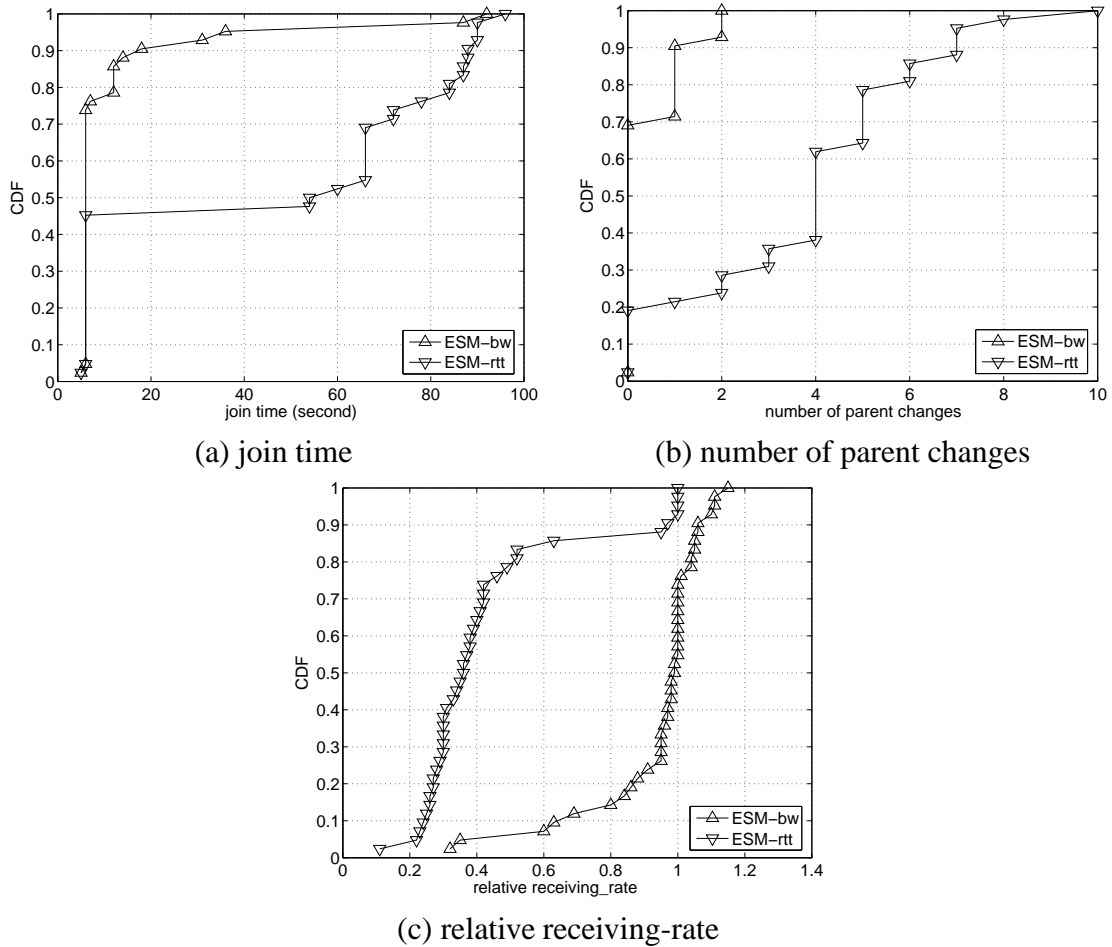 1
0.9
0.8
0.7
0.6
0.5
0.4
0.3
0.2
0.1
0
CDF
0 20 40 60 80 100
join time (second)
ESM-bw
ESM-rtt
(a) join time
1
0.9
0.8
0.7
0.6
0.5
0.4
0.3
0.2
0.1
0
CDF
0 2 4 6 8 10
number of parent changes
ESM-bw
ESM-rtt
(b) number of parent changes
1
0.9
0.8
0.7
0.6
0.5
0.4
0.3
0.2
0.1
0
CDF
0 0.2 0.4 0.6 0.8 1 1.2 1.4
relative receiving_rate
ESM-bw
ESM-rtt
(c) relative receiving-rate